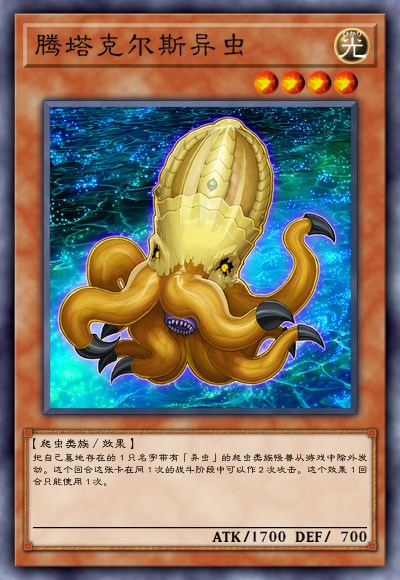 腾塔克尔斯异虫
光
【爬虫类族／效果】
把自己墓地存在的１只名字带有「异虫」的爬虫类族怪兽从游戏中除外发
动。这个回合这张卡在同１次的战斗阶段中可以作２次攻击。这个效果１回
合只能使用１次。
ATK/1700 DEF/ 700